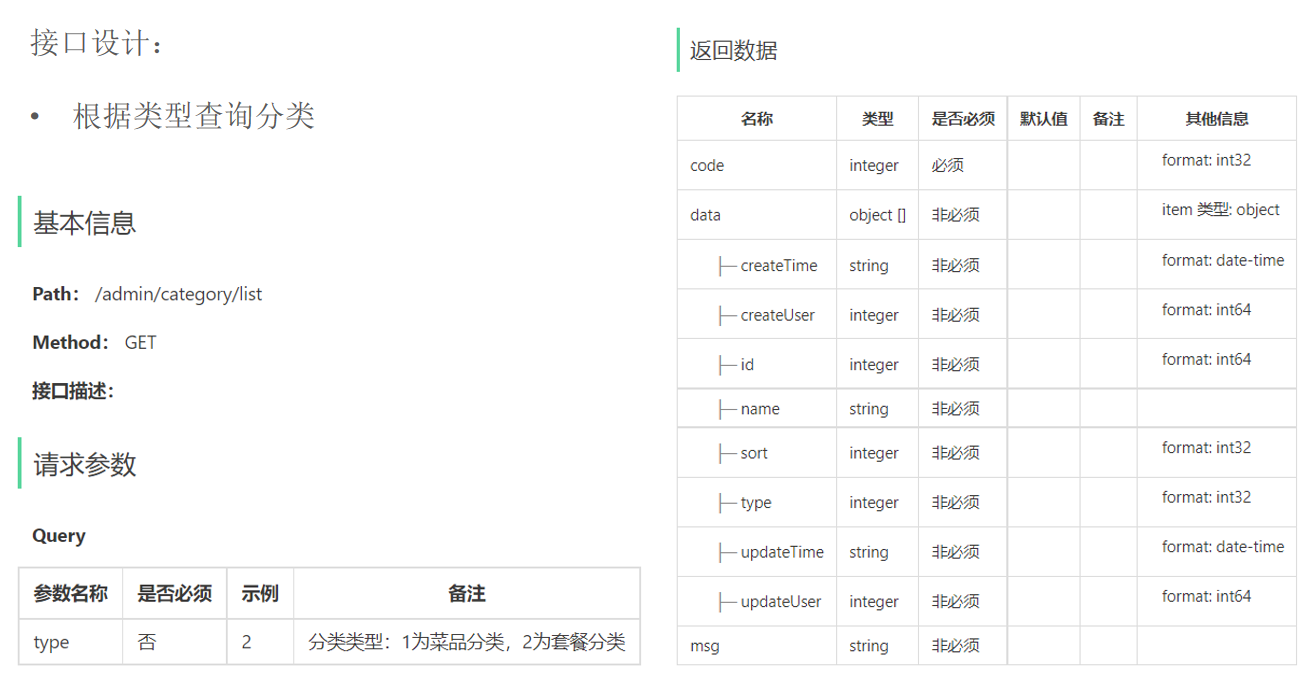 接口设计：
• 根据类型查询分类
基本信息
Path： /admin/category/list
Method： GET
接口描述：
请求参数
Query
参数名称 是否必须 示例 备注
type 否 2 分类类型：1为菜品分类，2为套餐分类
返回数据
名称 类型 是否必须 默认值 备注 其他信息
code integer 必须 format: int32
data object [] 非必须 item 类型: object
├─ createTime string 非必须 format: date-time
├─ createUser integer 非必须 format: int64
├─ id integer 非必须 format: int64
├─ name string 非必须
├─ sort integer 非必须 format: int32
├─ type integer 非必须 format: int32
├─ updateTime string 非必须 format: date-time
├─ updateUser integer 非必须 format: int64
msg string 非必须